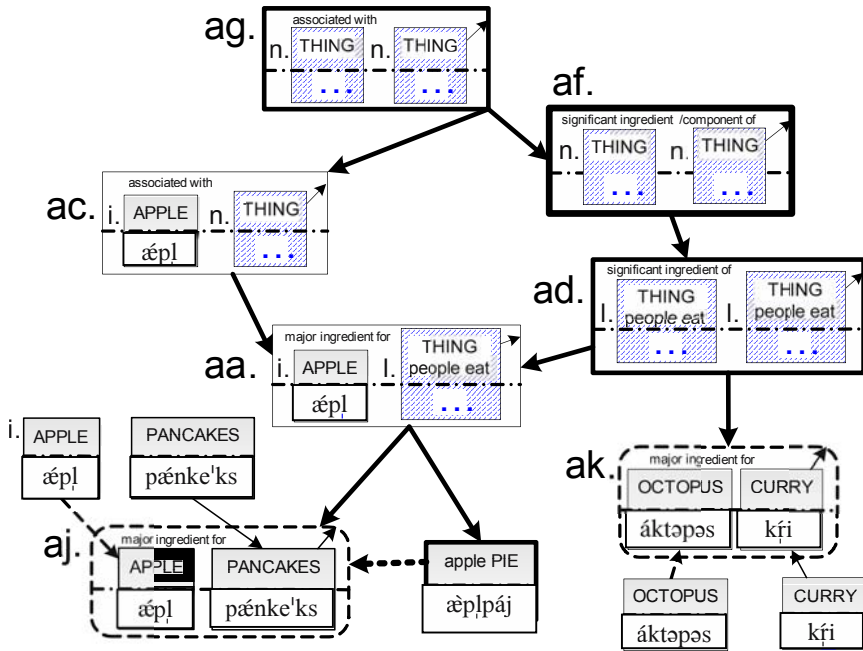 ag.
associated with
n. THING n. THING
... ...
af.
significant ingredient /component of
n. THING n. THING
... ...
ac.
associated with
i. APPLE n. THING
ǽpl̩ ...
ad.
significant ingredient of
l. THING people eat l. THING people eat
... ...
aa.
major ingredient for
i. APPLE l. THING people eat
ǽpl̩ ...
i. APPLE
ǽpl̩
PANCAKES
pǽnkeˈks
aj.
major ingredient for
APPLE PANCAKES
ǽpl̩ pǽnkeˈks
apple PIE
æ̀pl̩páj
ak.
major ingredient for
OCTOPUS CURRY
áktəpəs kŕ̩i
OCTOPUS
áktəpəs
CURRY
kŕ̩i